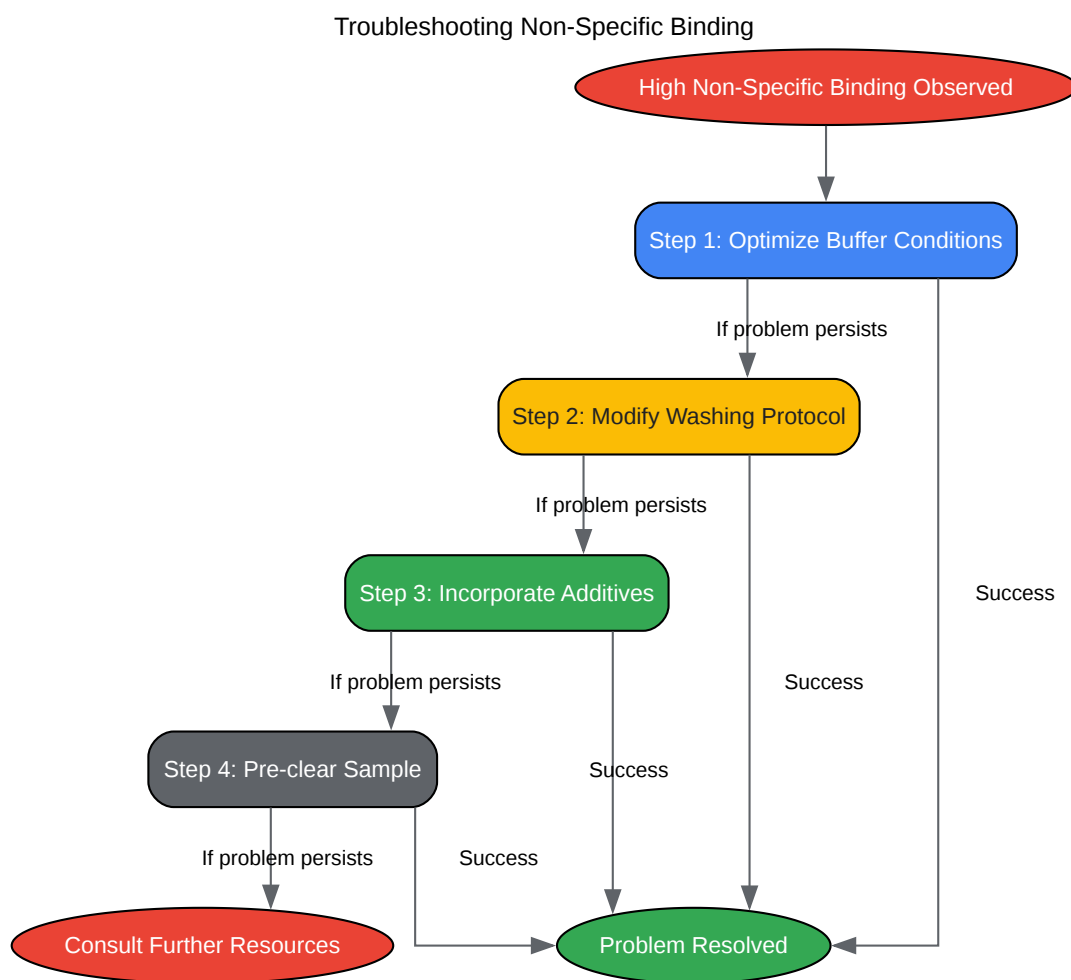 Troubleshooting Non-Specific Binding
High Non-Specific Binding Observed
Step 1: Optimize Buffer Conditions
If problem persists
Step 2: Modify Washing Protocol
If problem persists
Step 3: Incorporate Additives
Success
If problem persists
Success
Step 4: Pre-clear Sample
Success
If problem persists
Success
Consult Further Resources
Problem Resolved